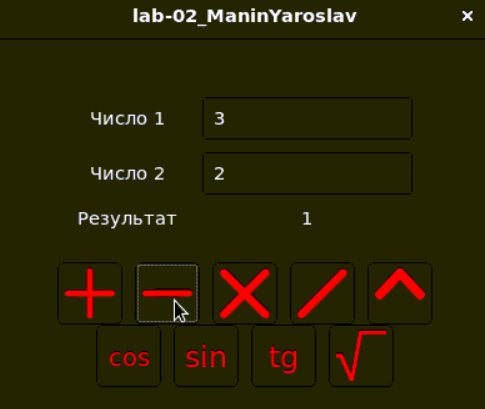 lab-02_ManinYaroslav ×
Число 1 3
Число 2 2
Результат 1
cos sin tg √